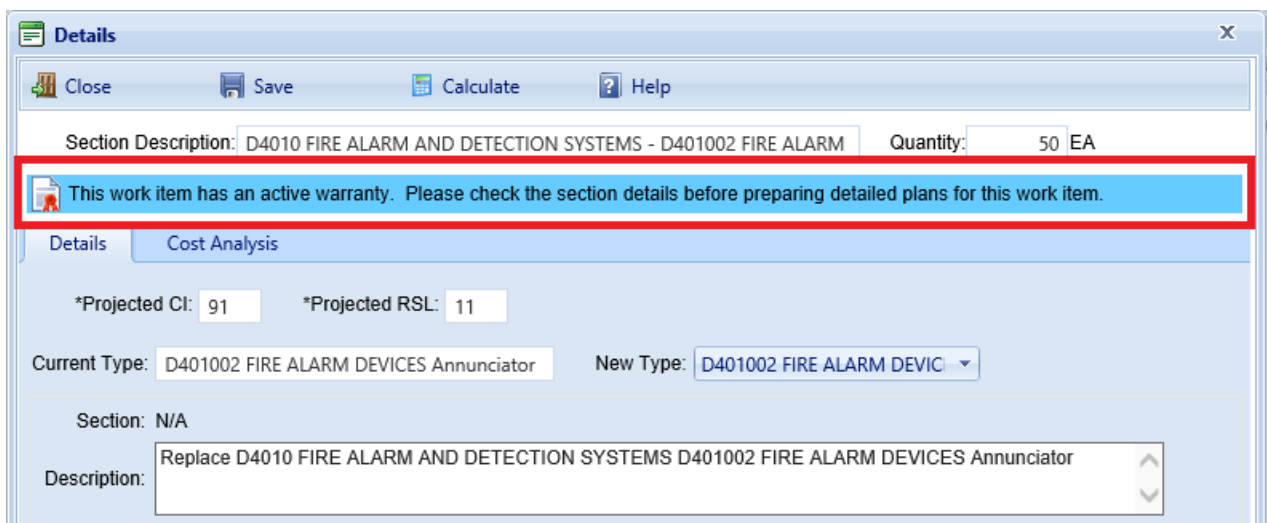 Details
X
Close Save Calculate ? Help
Section Description: D4010 FIRE ALARM AND DETECTION SYSTEMS - D401002 FIRE ALARM Quantity: 50 EA
This work item has an active warranty.  Please check the section details before preparing detailed plans for this work item.
Details Cost Analysis
*Projected CI: 91 *Projected RSL: 11
Current Type: D401002 FIRE ALARM DEVICES Annunciator New Type: D401002 FIRE ALARM DEVIC
Section: N/A
Description: Replace D4010 FIRE ALARM AND DETECTION SYSTEMS D401002 FIRE ALARM DEVICES Annunciator